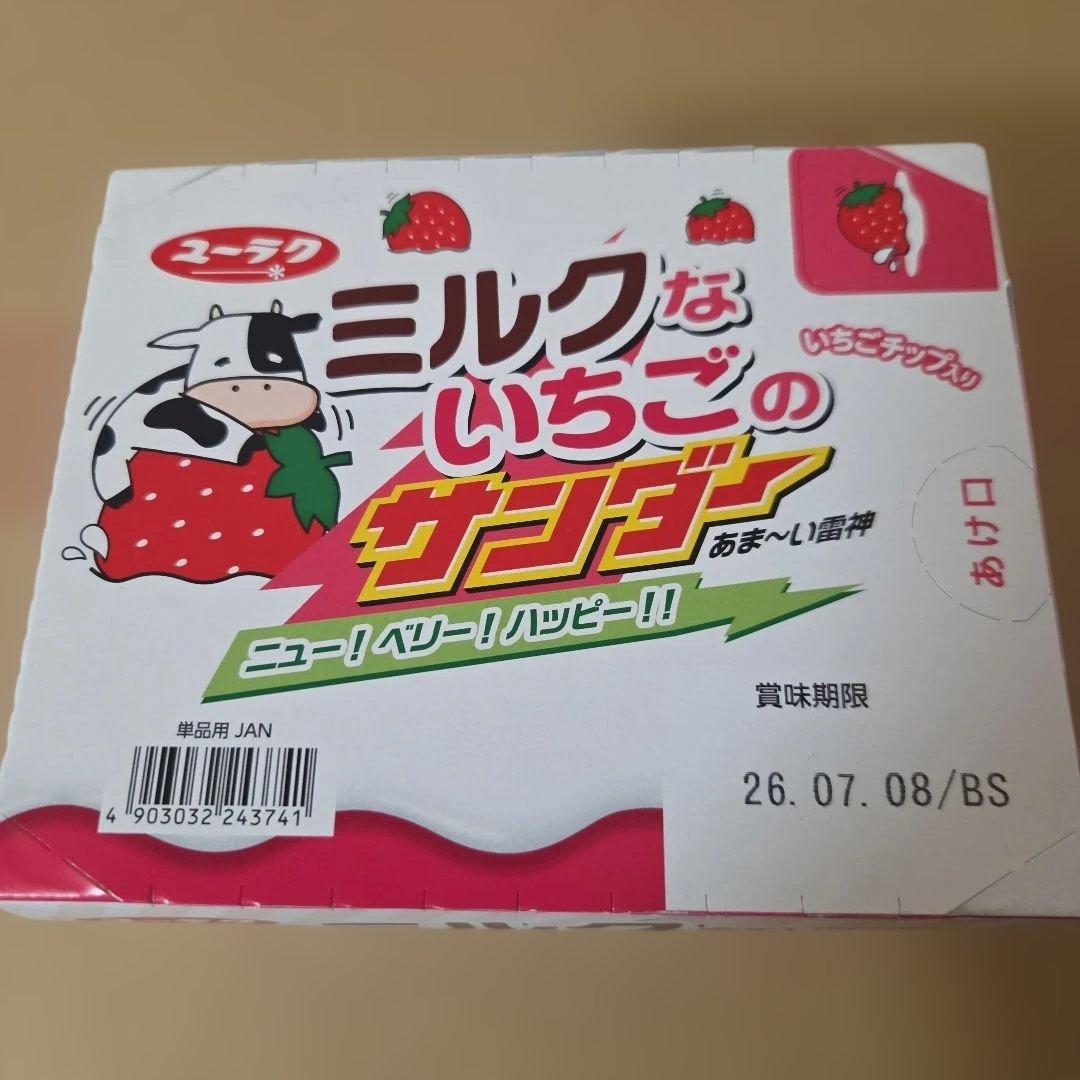 ユーラク
ミルクな
いちごの
サンダー
あま～い雷神
ニュー！ベリー！ハッピー！！
いちごチップ入り
あけ口
賞味期限
26. 07. 08/BS
単品用 JAN
4 903032 243741